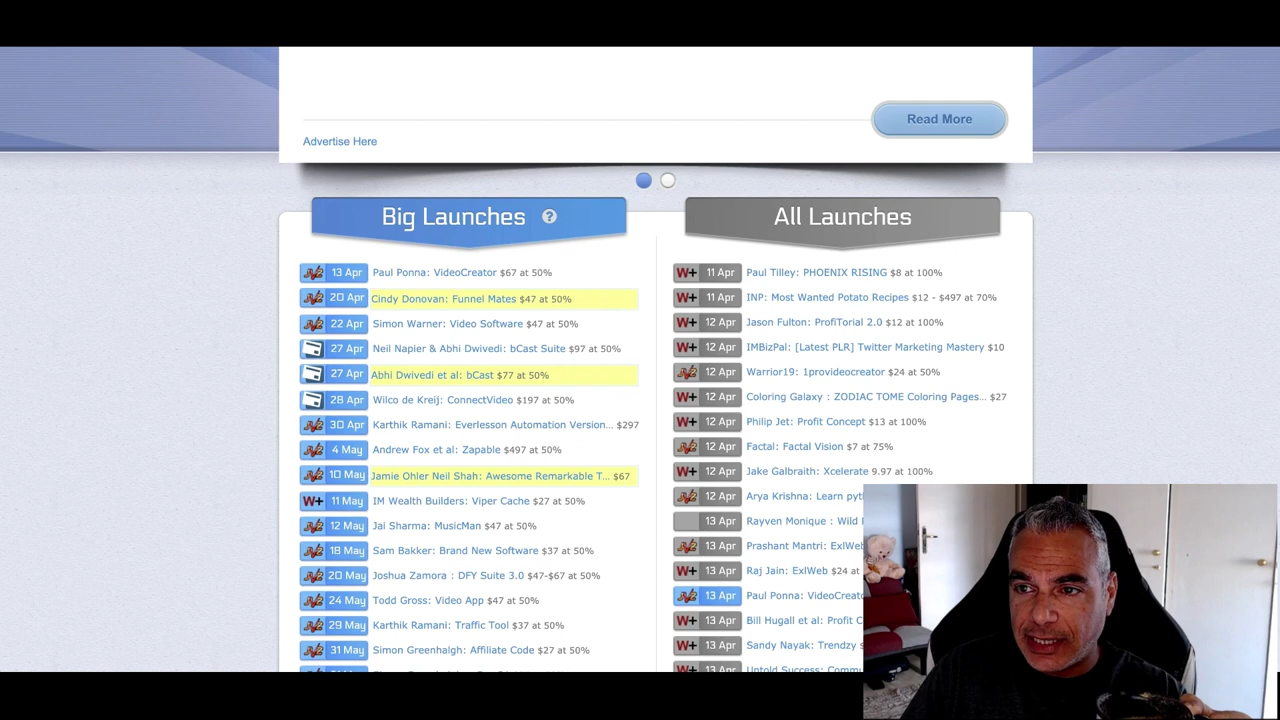 Read More
Advertise Here
Big Launches ?
13 Apr Paul Ponna: VideoCreator $67 at 50%
20 Apr Cindy Donovan: Funnel Mates $47 at 50%
22 Apr Simon Warner: Video Software $47 at 50%
27 Apr Neil Napier & Abhi Dwivedi: bCast Suite $97 at 50%
27 Apr Abhi Dwivedi et al: bCast $77 at 50%
28 Apr Wilco de Kreij: ConnectVideo $197 at 50%
30 Apr Karthik Ramani: Everlesson Automation Version... $297
4 May Andrew Fox et al: Zapable $497 at 50%
10 May Jamie Ohler Neil Shah: Awesome Remarkable T... $67
W+ 11 May IM Wealth Builders: Viper Cache $27 at 50%
12 May Jai Sharma: MusicMan $47 at 50%
18 May Sam Bakker: Brand New Software $37 at 50%
20 May Joshua Zamora : DFY Suite 3.0 $47-$67 at 50%
24 May Todd Gross: Video App $47 at 50%
29 May Karthik Ramani: Traffic Tool $37 at 50%
31 May Simon Greenhalgh: Affiliate Code $27 at 50%
All Launches
W+ 11 Apr Paul Tilley: PHOENIX RISING $8 at 100%
W+ 11 Apr INP: Most Wanted Potato Recipes $12 - $497 at 70%
W+ 12 Apr Jason Fulton: ProfiTorial 2.0 $12 at 100%
W+ 12 Apr IMBizPal: [Latest PLR] Twitter Marketing Mastery $10
12 Apr Warrior19: 1provideocreator $24 at 50%
W+ 12 Apr Coloring Galaxy : ZODIAC TOME Coloring Pages... $27
W+ 12 Apr Philip Jet: Profit Concept $13 at 100%
12 Apr Factal: Factal Vision $7 at 75%
W+ 12 Apr Jake Galbraith: Xcelerate 9.97 at 100%
12 Apr Arya Krishna: Learn pyt
13 Apr Rayven Monique : Wild
13 Apr Prashant Mantri: ExlWeb
W+ 13 Apr Raj Jain: ExlWeb $24 at
13 Apr Paul Ponna: VideoCreato
W+ 13 Apr Bill Hugall et al: Profit C
W+ 13 Apr Sandy Nayak: Trendzy
W+ 13 Apr Untold Success: Commu